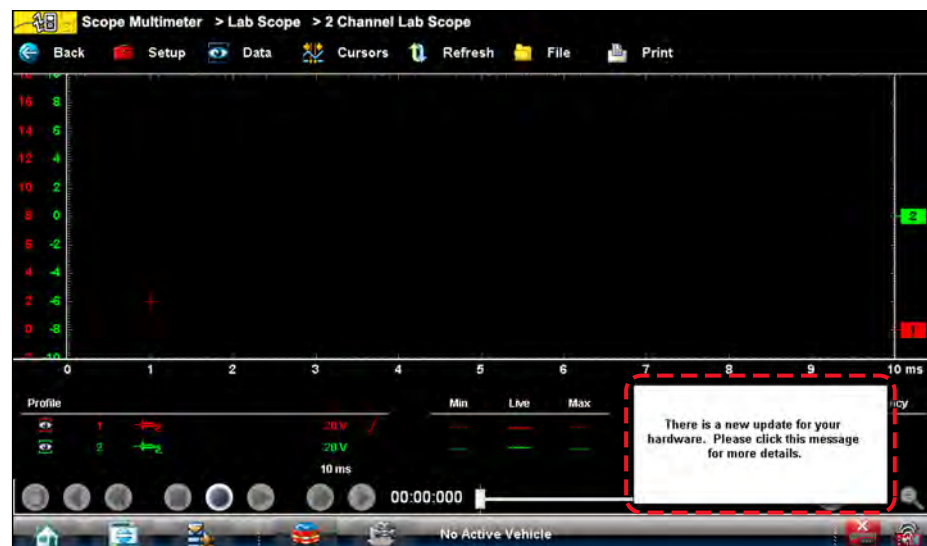 Scope Multimeter > Lab Scope > 2 Channel Lab Scope
Back Setup Data Cursors Refresh File Print
16 8
14 6
12 4
10 2
8 0 2
6 -2
4 -4
2 -6
0 -8 1
-10
0 1 2 3 4 5 6 7 8 9 10 ms
Profile Min Live Max
1 20 V
2 20 V
10 ms
There is a new update for your
hardware. Please click this message
for more details.
00:00:000
No Active Vehicle